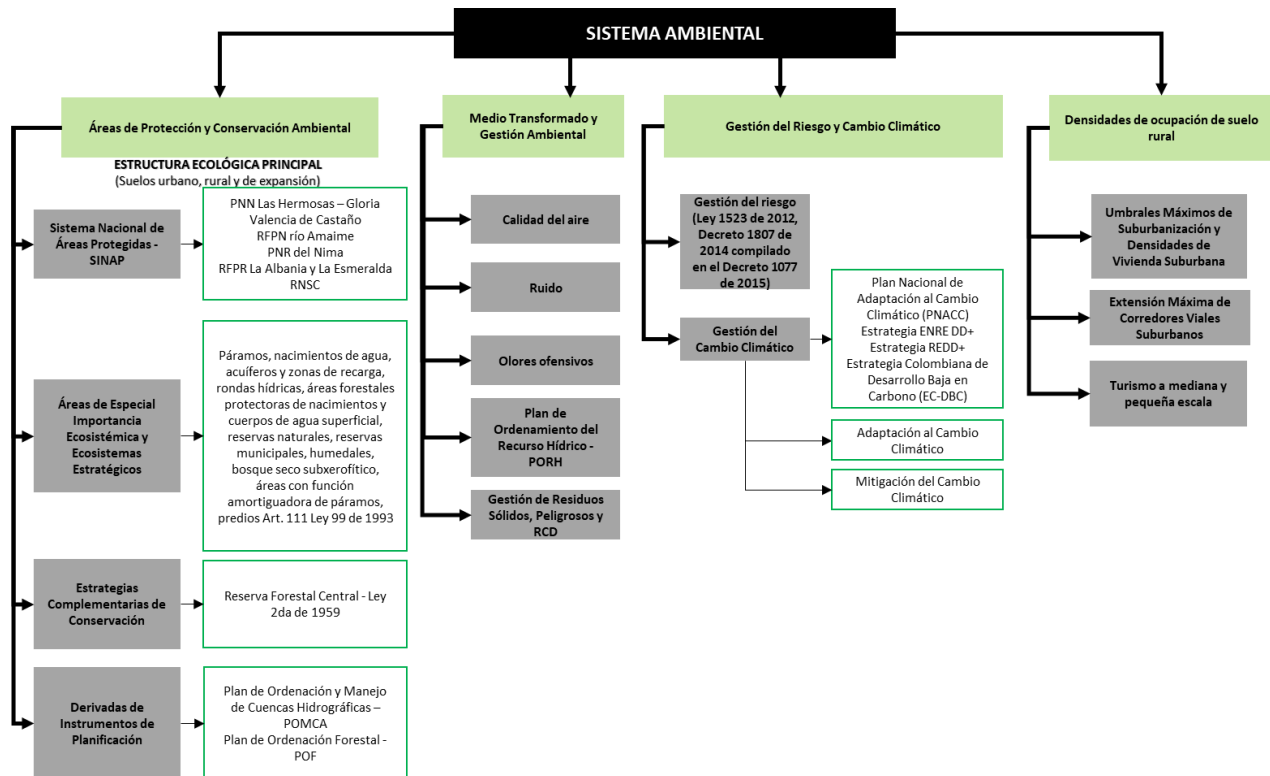 SISTEMA AMBIENTAL
Áreas de Protección y Conservación Ambiental
ESTRUCTURA ECOLÓGICA PRINCIPAL
(Suelos urbano, rural y de expansión)
Sistema Nacional de
Áreas Protegidas -
SINAP
PNN Las Hermosas – Gloria
Valencia de Castaño
RFPN río Amaime
PNR del Nima
RFPR La Albania y La Esmeralda
RNSC
Áreas de Especial
Importancia
Ecosistémica y
Ecosistemas
Estratégicos
Páramos, nacimientos de agua,
acuíferos y zonas de recarga,
rondas hídricas, áreas forestales
protectoras de nacimientos y
cuerpos de agua superficial,
reservas naturales, reservas
municipales, humedales,
bosque seco subxerofítico,
áreas con función
amortiguadora de páramos,
predios Art. 111 Ley 99 de 1993
Estrategias
Complementarias de
Conservación
Reserva Forestal Central - Ley
2da de 1959
Derivadas de
Instrumentos de
Planificación
Plan de Ordenación y Manejo
de Cuencas Hidrográficas –
POMCA
Plan de Ordenación Forestal -
POF
Medio Transformado y
Gestión Ambiental
Calidad del aire
Ruido
Olores ofensivos
Plan de
Ordenamiento del
Recurso Hídrico -
PORH
Gestión de Residuos
Sólidos, Peligrosos y
RCD
Gestión del Riesgo y Cambio Climático
Gestión del riesgo
(Ley 1523 de 2012,
Decreto 1807 de
2014 compilado
en el Decreto 1077
de 2015)
Gestión del
Cambio Climático
Plan Nacional de
Adaptación al Cambio
Climático (PNACC)
Estrategia ENRE DD+
Estrategia REDD+
Estrategia Colombiana de
Desarrollo Baja en
Carbono (EC-DBC)
Adaptación al Cambio
Climático
Mitigación del Cambio
Climático
Densidades de ocupación de suelo
rural
Umbrales Máximos de
Suburbanización y
Densidades de
Vivienda Suburbana
Extensión Máxima de
Corredores Viales
Suburbanos
Turismo a mediana y
pequeña escala